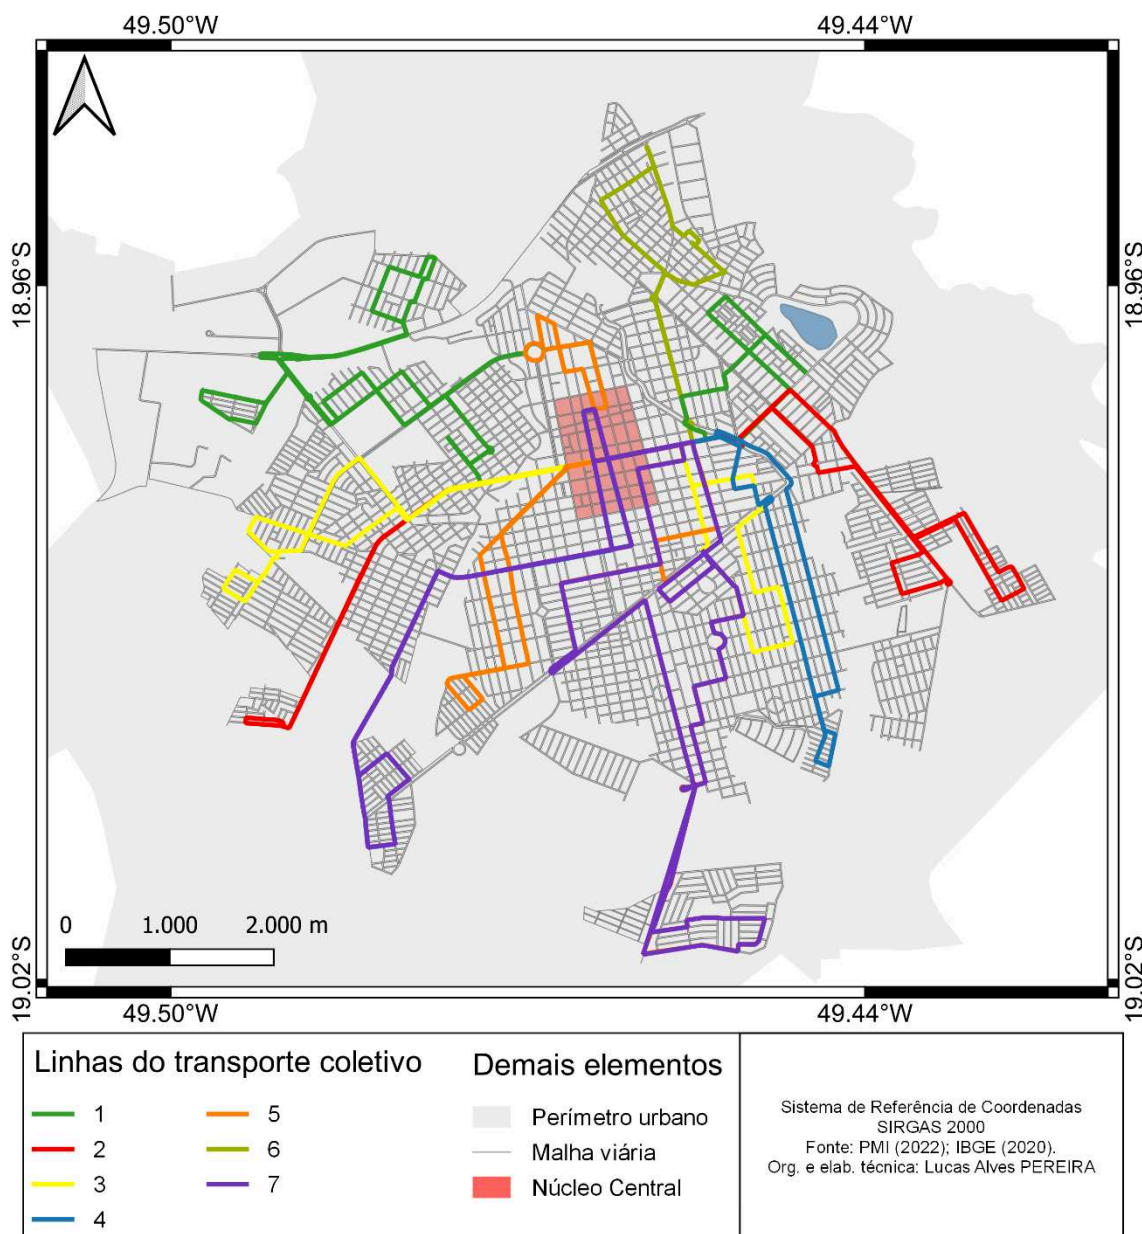 49.50°W 49.44°W
18.96°S 18.96°S
0 1.000 2.000 m
19.02°S 19.02°S
49.50°W 49.44°W
Linhas do transporte coletivo
1
2
3
4
5
6
7
Demais elementos
Perímetro urbano
Malha viária
Núcleo Central
Sistema de Referência de Coordenadas
SIRGAS 2000
Fonte: PMI (2022); IBGE (2020).
Org. e elab. técnica: Lucas Alves PEREIRA